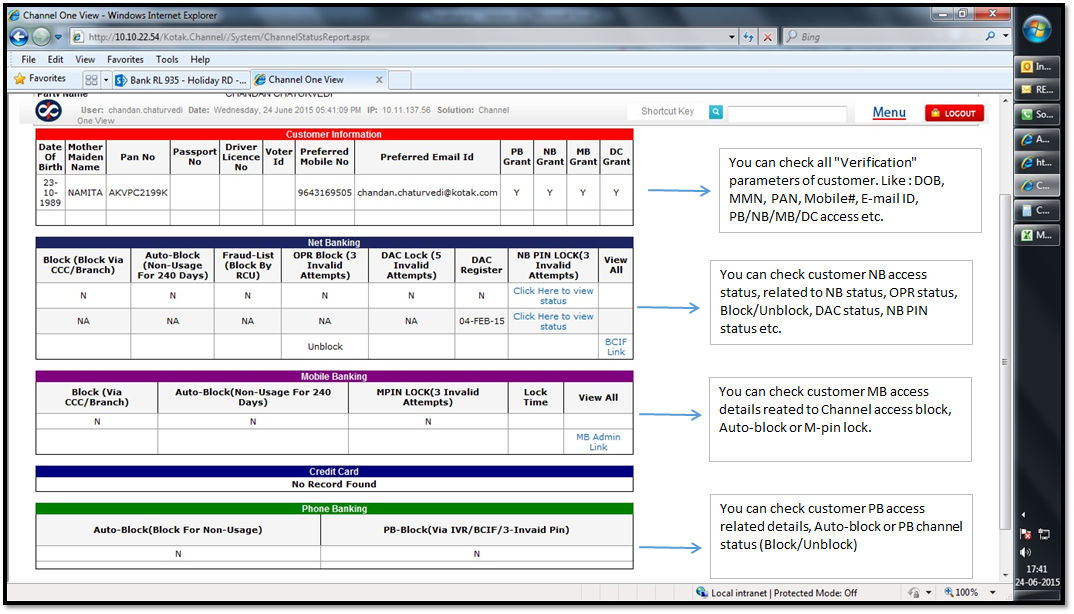 Channel One View - Windows Internet Explorer
http://10.10.22.54/Kotak.Channel//System/ChannelStatusReport.aspx
Bing
File Edit View Favorites Tools Help
Favorites
Bank RL 935 - Holiday RD -...
Channel One View
Party Name CHANDAN CHATURVEDI
User: chandan.chaturvedi Date: Wednesday, 24 June 2015 05:41:09 PM IP: 10.11.137.56 Solution: Channel
One View
Shortcut Key
Menu
LOGOUT
Customer Information
Date Of Birth Mother Maiden Name Pan No Passport No Driver Licence No Voter Id Preferred Mobile No Preferred Email Id PB Grant NB Grant MB Grant DC Grant
23-10-1989 NAMITA AKVPC2199K 9643169505 chandan.chaturvedi@kotak.com Y Y Y Y
You can check all "Verification"
parameters of customer. Like : DOB,
MMN, PAN, Mobile#, E-mail ID,
PB/NB/MB/DC access etc.
Net Banking
Block (Block Via CCC/Branch) Auto-Block (Non-Usage For 240 Days) Fraud-List (Block By RCU) OPR Block (3 Invalid Attempts) DAC Lock (5 Invalid Attempts) DAC Register NB PIN LOCK(3 Invalid Attempts) View All
N N N N N N Click Here to view status
NA NA NA NA NA 04-FEB-15 Click Here to view status
Unblock BCIF Link
You can check customer NB access
status, related to NB status, OPR status,
Block/Unblock, DAC status, NB PIN
status etc.
Mobile Banking
Block (Via CCC/Branch) Auto-Block(Non-Usage For 240 Days) MPIN LOCK(3 Invalid Attempts) Lock Time View All
N N N
MB Admin Link
You can check customer MB access
details reated to Channel access block,
Auto-block or M-pin lock.
Credit Card
No Record Found
Phone Banking
Auto-Block(Block For Non-Usage) PB-Block(Via IVR/BCIF/3-Invaid Pin)
N N
You can check customer PB access
related details, Auto-block or PB channel
status (Block/Unblock)
Local intranet | Protected Mode: Off
100%
In...
RE...
So...
A...
ht...
C...
C...
M...
17:41
24-06-2015